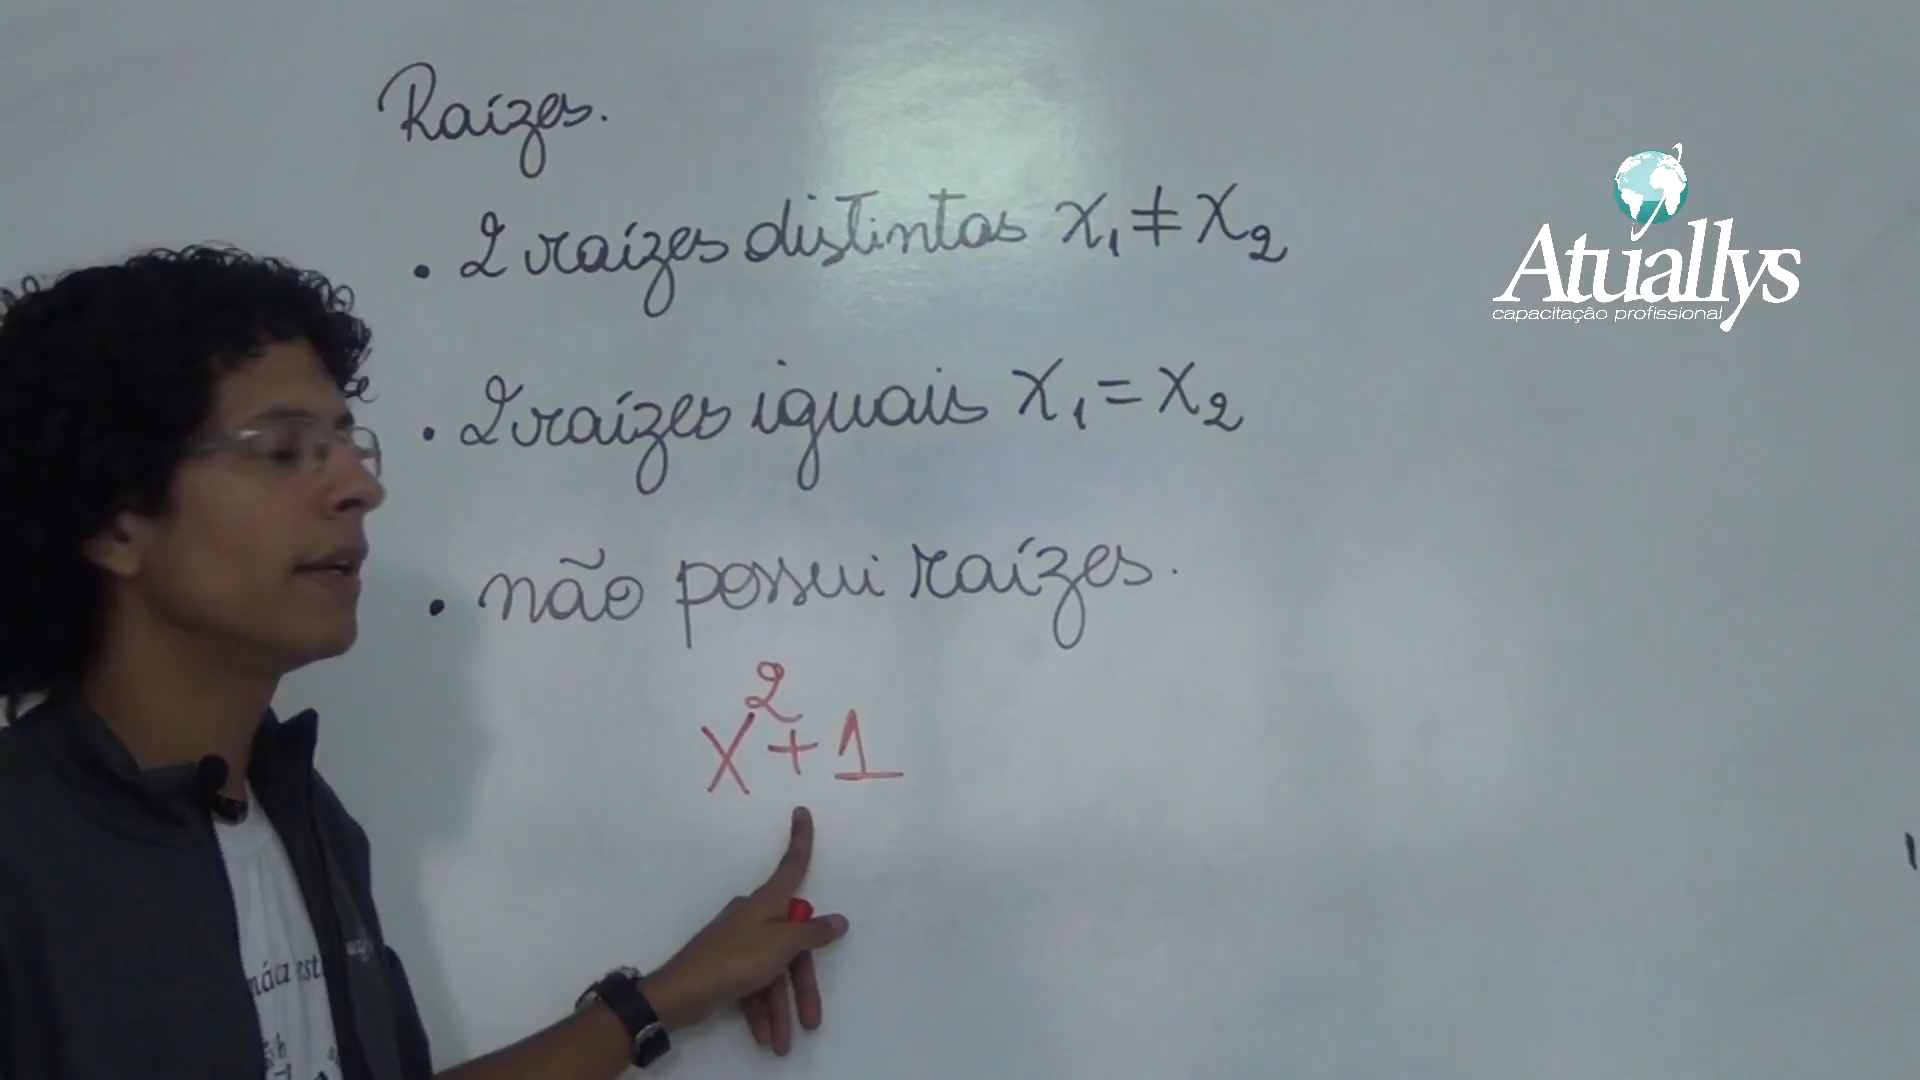 Raízes.
• 2 raízes distintas x₁ ≠ x₂
• 2 raízes iguais x₁ = x₂
• não possui raízes.
x² + 1
Atuallys
capacitação profissional